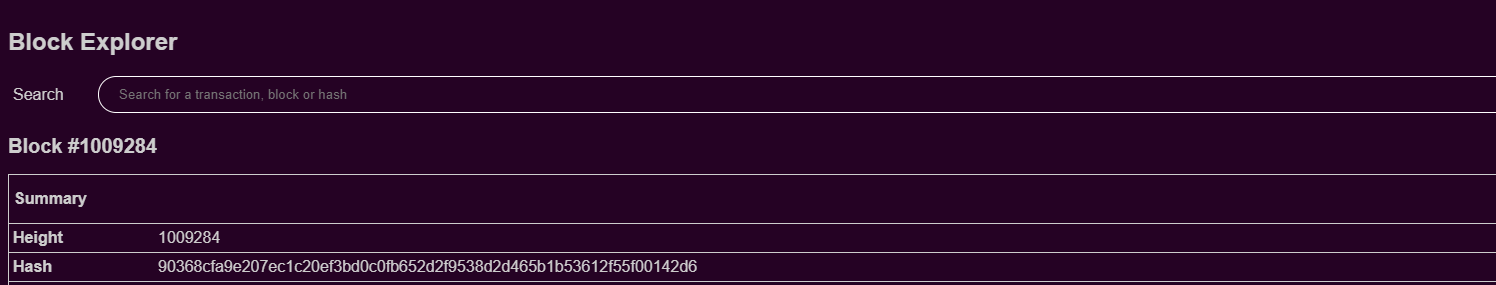 Block Explorer
Search Search for a transaction, block or hash
Block #1009284
Summary
Height 1009284
Hash 90368cfa9e207ec1c20ef3bd0c0fb652d2f9538d2d465b1b53612f55f00142d6